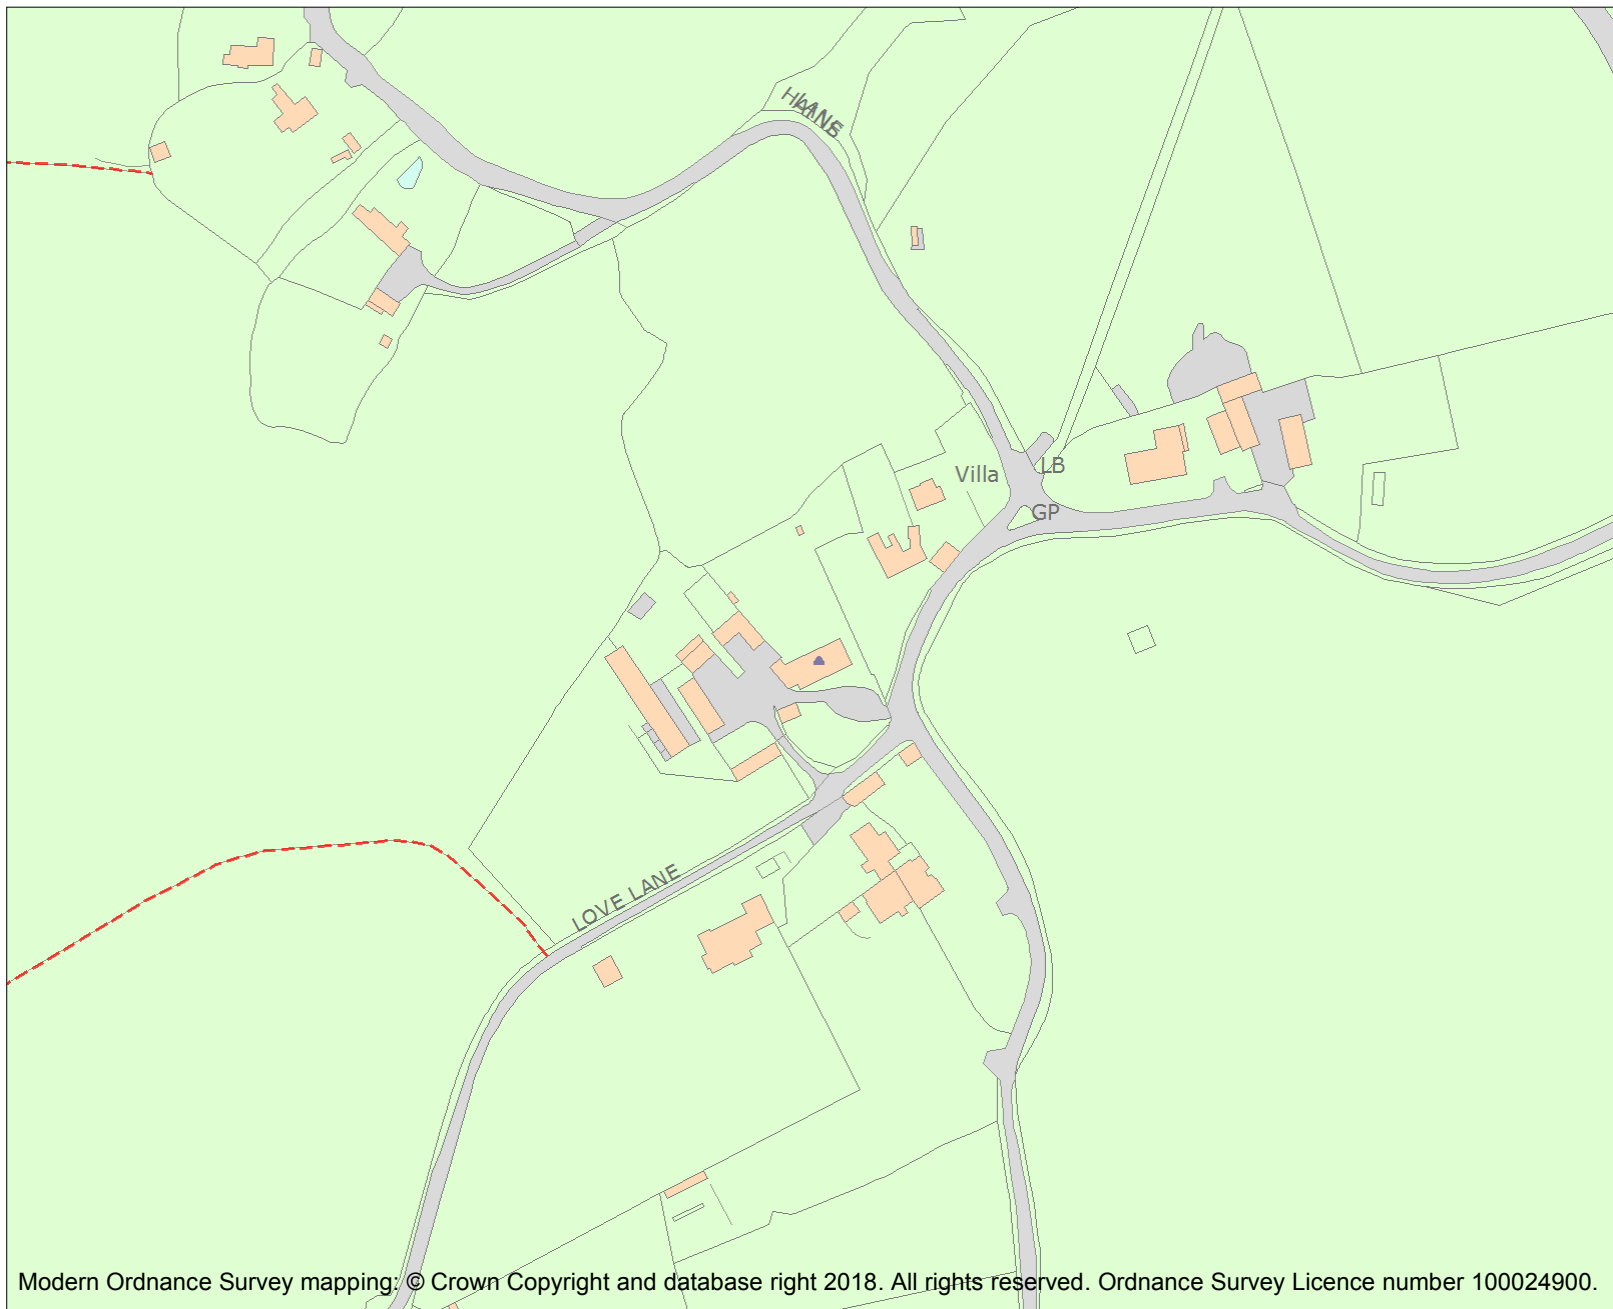 LANE
Villa
LB
GP
LOVE LANE
Modern Ordnance Survey mapping: © Crown Copyright and database right 2018. All rights reserved. Ordnance Survey Licence number 100024900.